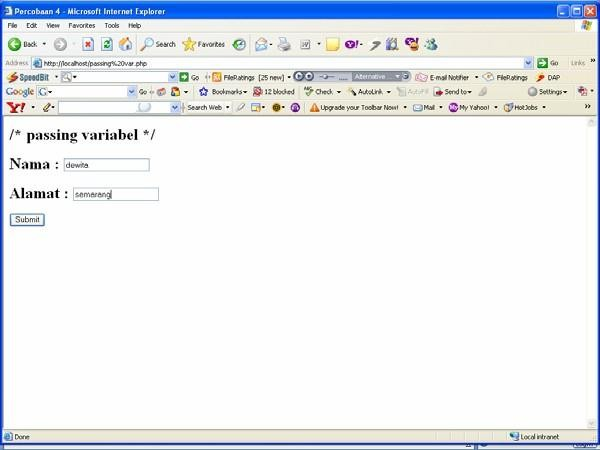 Percobaan 4 - Microsoft Internet Explorer
File Edit View Favorites Tools Help
Back Search Favorites
Address http://localhost/passing%20var.php Go Links »
SpeedBit Go FileRatings [25 new] Alternative ... E-mail Notifier FileRatings DAP
Google G Go Bookmarks 12 blocked Check AutoLink AutoFill Send to Settings
Y! Search Web Upgrade your Toolbar Now! Mail My Yahoo! HotJobs »
/* passing variabel */
Nama : dewita
Alamat : semarang
Submit
Done Local intranet